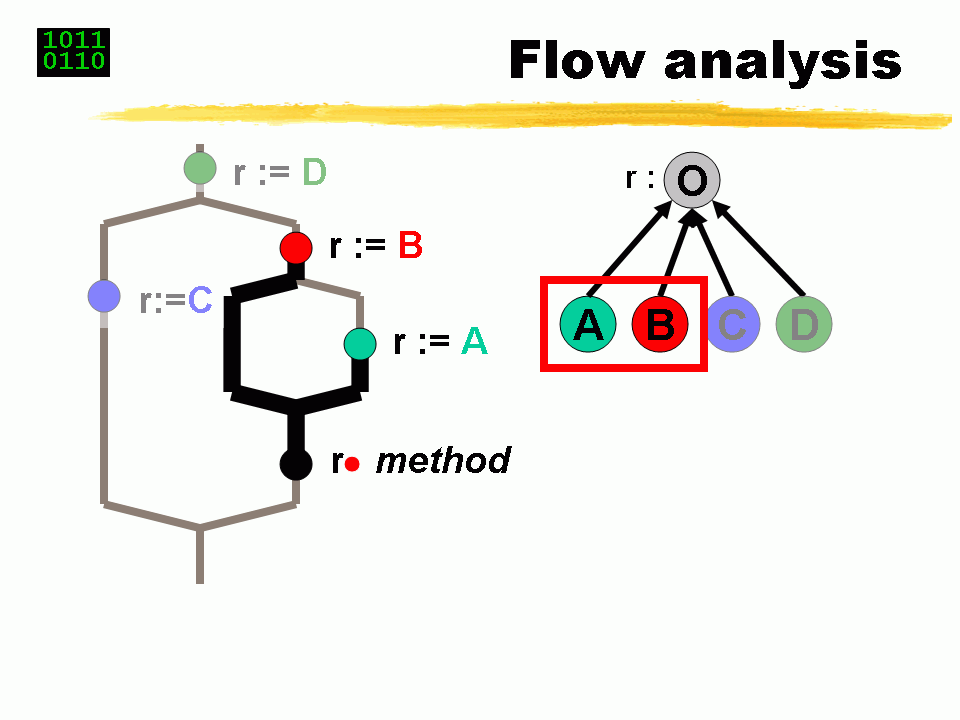 1011
0110
Flow analysis
r := D
r : O
r := B
r:=C
A B C D
r := A
r• method